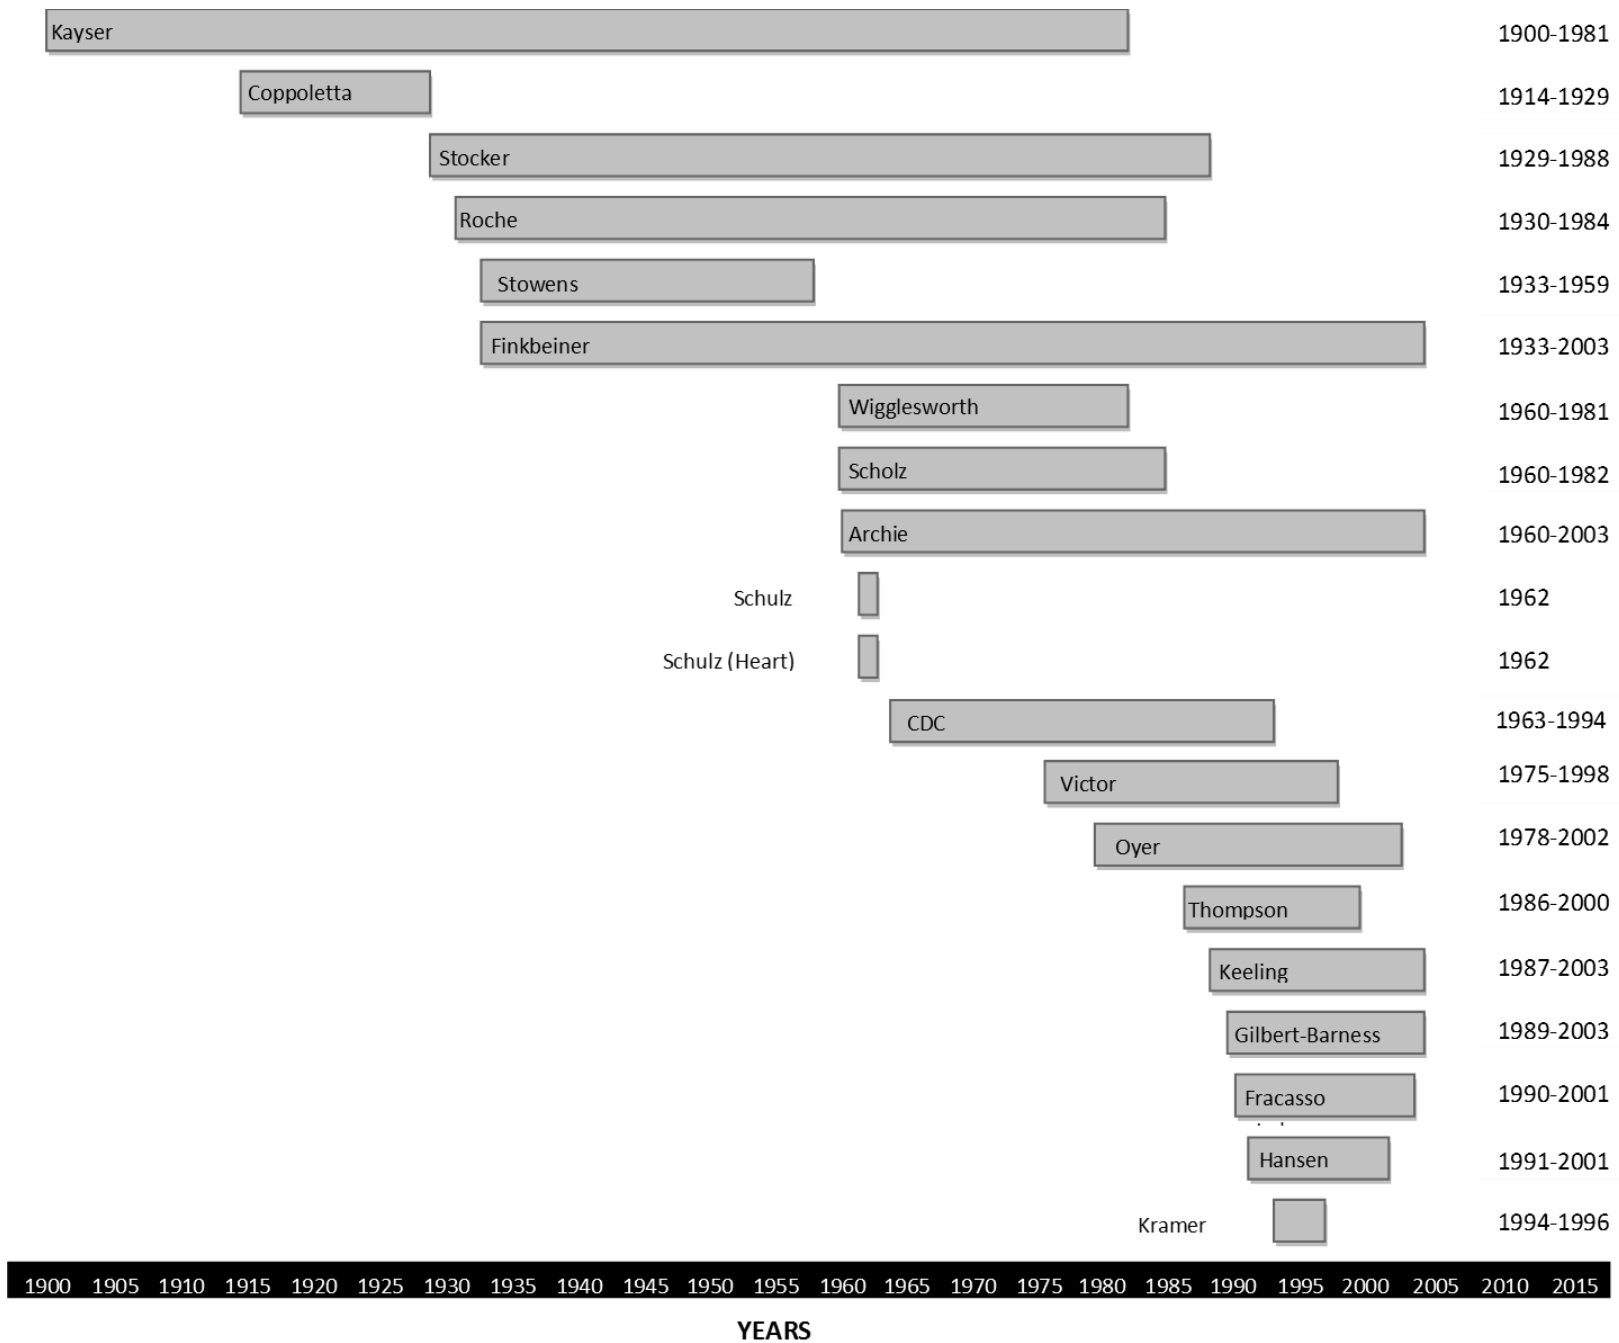 Kayser 1900-1981
Coppoletta 1914-1929
Stocker 1929-1988
Roche 1930-1984
Stowens 1933-1959
Finkbeiner 1933-2003
Wigglesworth 1960-1981
Scholz 1960-1982
Archie 1960-2003
Schulz 1962
Schulz (Heart) 1962
CDC 1963-1994
Victor 1975-1998
Oyer 1978-2002
Thompson 1986-2000
Keeling 1987-2003
Gilbert-Barness 1989-2003
Fracasso 1990-2001
Hansen 1991-2001
Kramer 1994-1996
1900 1905 1910 1915 1920 1925 1930 1935 1940 1945 1950 1955 1960 1965 1970 1975 1980 1985 1990 1995 2000 2005 2010 2015
YEARS